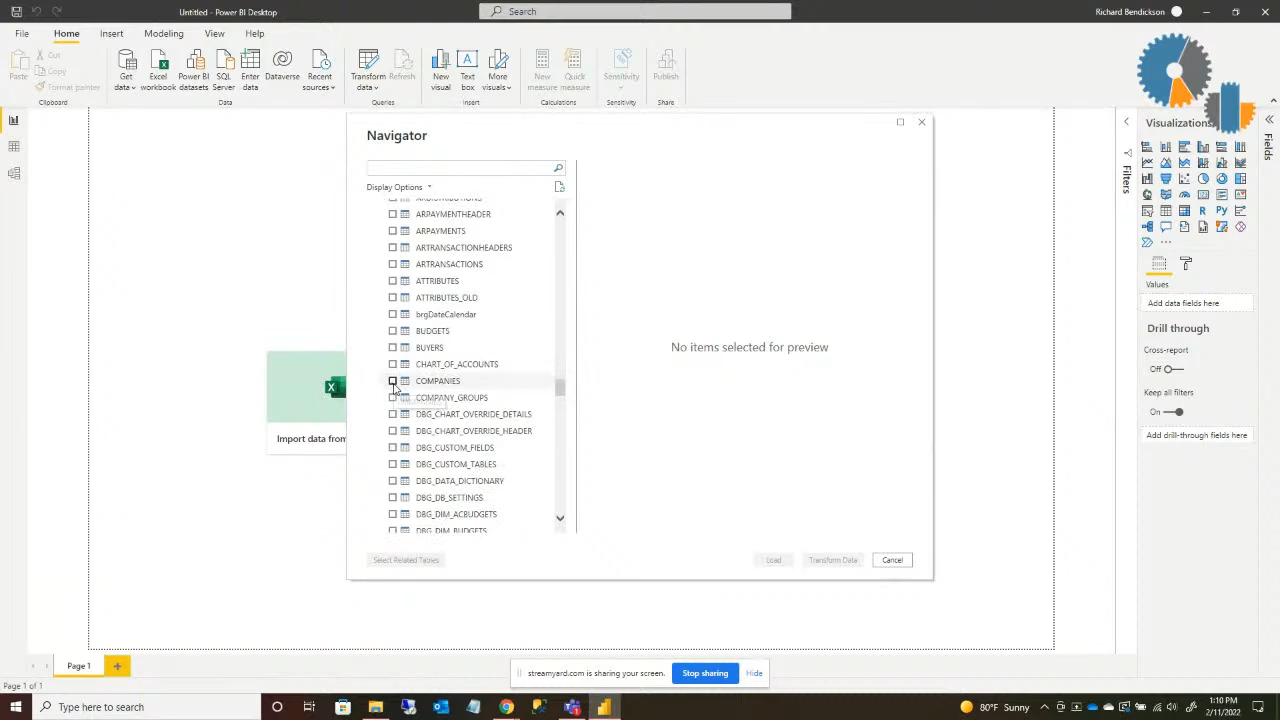 Untitled - Power BI Desktop
Search
Richard Bendickson
File
Home
Insert
Modeling
View
Help
Paste
Cut
Copy
Format painter
Clipboard
Get data
Excel workbook
Power BI datasets
SQL Server
Enter data
Dataverse
Recent sources
Data
Transform data
Refresh
Queries
New visual
Text box
More visuals
Insert
New measure
Quick measure
Calculations
Sensitivity
Sensitivity
Publish
Share
Navigator
Display Options
ARPAYMENTHEADER
ARPAYMENTS
ARTRANSACTIONHEADERS
ARTRANSACTIONS
ATTRIBUTES
ATTRIBUTES_OLD
brgDateCalendar
BUDGETS
BUYERS
CHART_OF_ACCOUNTS
COMPANIES
COMPANY_GROUPS
DBG_CHART_OVERRIDE_DETAILS
DBG_CHART_OVERRIDE_HEADER
DBG_CUSTOM_FIELDS
DBG_CUSTOM_TABLES
DBG_DATA_DICTIONARY
DBG_DB_SETTINGS
DBG_DIM_ACBUDGETS
DBG_DIM_BUDGETS
No items selected for preview
Select Related Tables
Load
Transform Data
Cancel
Import data from
Filters
Visualizations
Fields
R
Py
Values
Add data fields here
Drill through
Cross-report
Off
Keep all filters
On
Add drill-through fields here
Page 1
Page 1 of 1
streamyard.com is sharing your screen.
Stop sharing
Hide
Type here to search
80°F Sunny
1:10 PM
2/11/2022